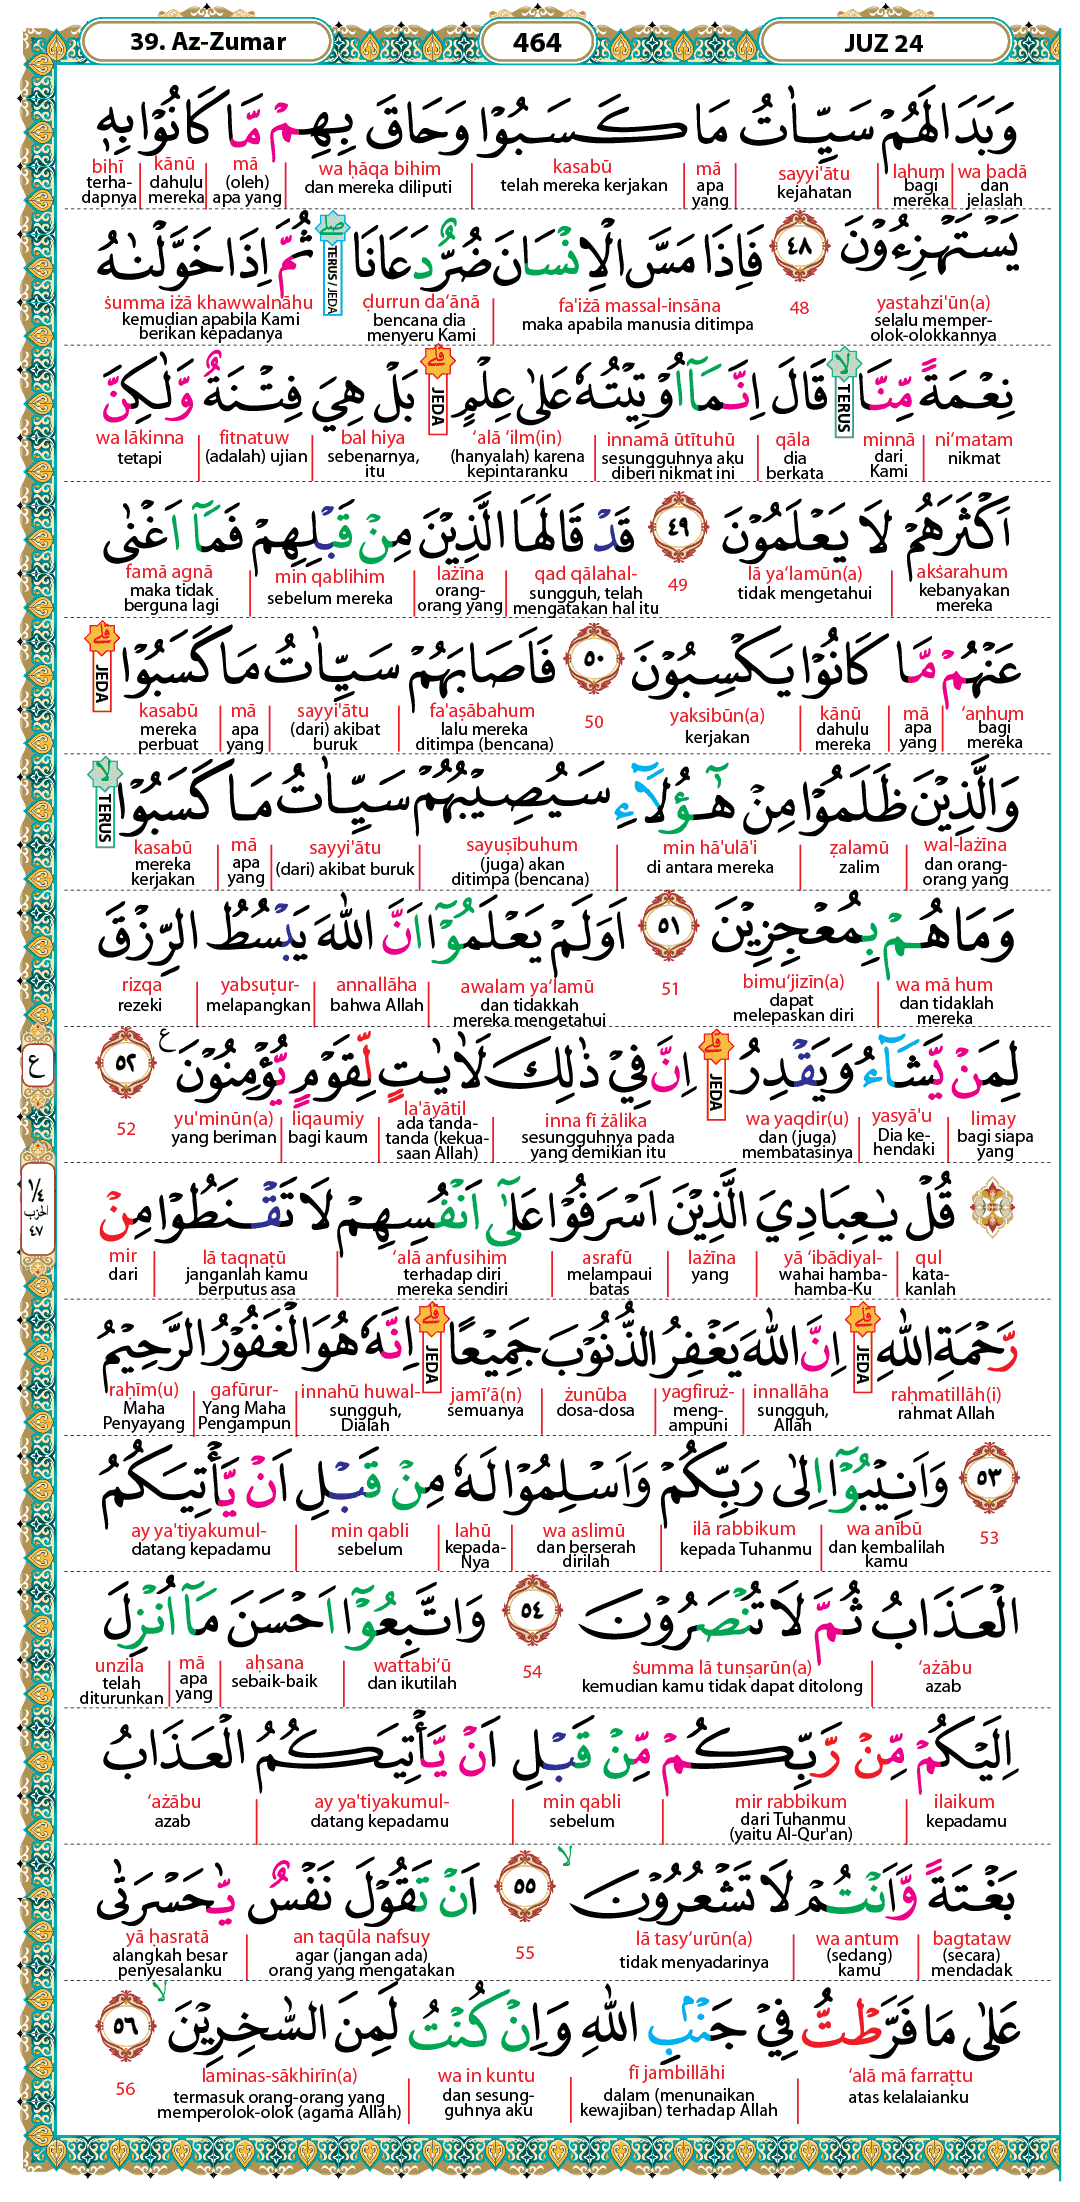 39. Az-Zumar 464 JUZ 24
وَبَدَا لَهُمْ سَيِّاٰتُ مَا كَسَبُوْا وَحَاقَ بِهِمْ مَّا كَانُوْا بِهٖ
wa badā lahum sayyi'ātu mā kasabū wa ḥāqa bihim mā kānū bihī
dan jelaslah bagi mereka kejahatan apa yang telah mereka kerjakan dan mereka diliputi (oleh) apa yang dahulu mereka terha-dapnya
يَسْتَهْزِءُوْنَ ٤٨ فَاِذَا مَسَّ الْاِنْسَانَ ضُرٌّ دَعَانَا صلى TERUS / JEDA ثُمَّ اِذَا خَوَّلْنٰهُ
yastahzi'ūn(a) 48 fa'iżā massal-insāna ḍurrun da‘ānā ṡumma iżā khawwalnāhu
selalu memper-olok-olokkannya maka apabila manusia ditimpa bencana dia menyeru Kami kemudian apabila Kami berikan kepadanya
نِعْمَةً مِّنَّا لا TERUS قَالَ اِنَّمَآ اُوْتِيْتُهٗ عَلٰى عِلْمٍ قلى JEDA بَلْ هِيَ فِتْنَةٌ وَّلٰكِنَّ
ni‘matam minnā qāla innamā ūtītuhū ‘alā ‘ilm(in) bal hiya fitnatuw wa lākinna
nikmat dari Kami dia berkata sesungguhnya aku diberi nikmat ini (hanyalah) karena kepintaranku sebenarnya, itu (adalah) ujian tetapi
اَكْثَرَهُمْ لَا يَعْلَمُوْنَ ٤٩ قَدْ قَالَهَا الَّذِيْنَ مِنْ قَبْلِهِمْ فَمَآ اَغْنٰى
akṡarahum lā ya‘lamūn(a) 49 qad qālahal- lażīna min qablihim famā agnā
kebanyakan mereka tidak mengetahui sungguh, telah mengatakan hal itu orang-orang yang sebelum mereka maka tidak berguna lagi
عَنْهُمْ مَّا كَانُوْا يَكْسِبُوْنَ ٥٠ فَاَصَابَهُمْ سَيِّاٰتُ مَا كَسَبُوْا قلى JEDA
‘anhum mā kānū yaksibūn(a) 50 fa'aṣābahum sayyi'ātu mā kasabū
bagi mereka apa yang dahulu mereka kerjakan lalu mereka ditimpa (bencana) (dari) akibat buruk apa yang mereka perbuat
وَالَّذِيْنَ ظَلَمُوْا مِنْ هٰٓؤُلَاۤءِ سَيُصِيْبُهُمْ سَيِّاٰتُ مَا كَسَبُوْا لا TERUS
wal-lażīna ẓalamū min hā'ulā'i sayuṣībuhum sayyi'ātu mā kasabū
dan orang-orang yang zalim di antara mereka (juga) akan ditimpa (bencana) (dari) akibat buruk apa yang mereka kerjakan
وَمَا هُمْ بِمُعْجِزِيْنَ ٥١ اَوَلَمْ يَعْلَمُوْٓا اَنَّ اللّٰهَ يَبْسُطُ الرِّزْقَ
wa mā hum bimu‘jizīn(a) 51 awalam ya‘lamū annallāha yabsuṭur- rizqa
dan tidaklah mereka dapat melepaskan diri dan tidakkah mereka mengetahui bahwa Allah melapangkan rezeki
لِمَنْ يَّشَاۤءُ وَيَقْدِرُ قلى JEDA اِنَّ فِيْ ذٰلِكَ لَاٰيٰتٍ لِّقَوْمٍ يُّؤْمِنُوْنَ ع ٥٢ ع
limay yasyā'u wa yaqdir(u) inna fī żālika la'āyātil liqaumiy yu'minūn(a) 52
bagi siapa yang Dia ke-hendaki dan (juga) membatasinya sesungguhnya pada yang demikian itu ada tanda-tanda (kekua-saan Allah) bagi kaum yang beriman
قُلْ يٰعِبَادِيَ الَّذِيْنَ اَسْرَفُوْا عَلٰٓى اَنْفُسِهِمْ لَا تَقْنَطُوْا مِنْ ١/٤ الحزب ٤٧
qul yā ‘ibādiyal- lażīna asrafū ‘alā anfusihim lā taqnaṭū mir
kata-kanlah wahai hamba-hamba-Ku yang melampaui batas terhadap diri mereka sendiri janganlah kamu berputus asa dari
رَّحْمَةِ اللّٰهِ قلى JEDA اِنَّ اللّٰهَ يَغْفِرُ الذُّنُوْبَ جَمِيْعًا قلى JEDA اِنَّهٗ هُوَ الْغَفُوْرُ الرَّحِيْمُ
raḥmatillāh(i) innallāha yagfiruż- żunūba jamī‘ā(n) innahū huwal- gafūrur- raḥīm(u)
rahmat Allah sungguh, Allah meng-ampuni dosa-dosa semuanya sungguh, Dialah Yang Maha Pengampun Maha Penyayang
٥٣ وَاَنِيْبُوْٓا اِلٰى رَبِّكُمْ وَاَسْلِمُوْا لَهٗ مِنْ قَبْلِ اَنْ يَّأْتِيَكُمُ
53 wa anībū ilā rabbikum wa aslimū lahū min qabli ay ya'tiyakumul-
dan kembalilah kamu kepada Tuhanmu dan berserah dirilah kepada-Nya sebelum datang kepadamu
الْعَذَابُ ثُمَّ لَا تُنْصَرُوْنَ ٥٤ وَاتَّبِعُوْٓا اَحْسَنَ مَآ اُنْزِلَ
‘ażābu ṡumma lā tunṣarūn(a) 54 wattabi‘ū aḥsana mā unzila
azab kemudian kamu tidak dapat ditolong dan ikutilah sebaik-baik apa yang telah diturunkan
اِلَيْكُمْ مِّنْ رَّبِّكُمْ مِّنْ قَبْلِ اَنْ يَّأْتِيَكُمُ الْعَذَابُ
ilaikum mir rabbikum min qabli ay ya'tiyakumul- ‘ażābu
kepadamu dari Tuhanmu (yaitu Al-Qur'an) sebelum datang kepadamu azab
بَغْتَةً وَّاَنْتُمْ لَا تَشْعُرُوْنَ لا ٥٥ اَنْ تَقُوْلَ نَفْسٌ يّٰحَسْرَتٰى
bagtataw wa antum lā tasy‘urūn(a) 55 an taqūla nafsuy yā ḥasratā
(secara) mendadak (sedang) kamu tidak menyadarinya agar (jangan ada) orang yang mengatakan alangkah besar penyesalanku
عَلٰى مَا فَرَّطْتُّ فِيْ جَنْۢبِ اللّٰهِ وَاِنْ كُنْتُ لَمِنَ السّٰخِرِيْنَ لا ٥٦
‘alā mā farraṭtu fī jambillāhi wa in kuntu laminas-sākhirīn(a) 56
atas kelalaianku dalam (menunaikan kewajiban) terhadap Allah dan sesung-guhnya aku termasuk orang-orang yang memperolok-olok (agama Allah)